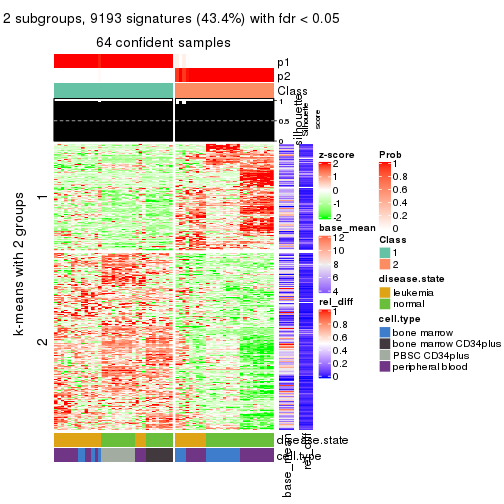 2 subgroups, 9193 signatures (43.4%) with fdr < 0.05
64 confident samples
p1
p2
Class
1
0.5
0
silhouette
Silhouette
score
k-means with 2 groups
1
2
z-score
2
1
0
-1
-2
base_mean
12
10
8
6
4
rel_diff
1
0.8
0.6
0.4
0.2
0
Prob
1
0.8
0.6
0.4
0.2
0
Class
1
2
disease.state
leukemia
normal
cell.type
bone marrow
bone marrow CD34plus
PBSC CD34plus
peripheral blood
disease.state
cell.type
base_mean
rel_diff